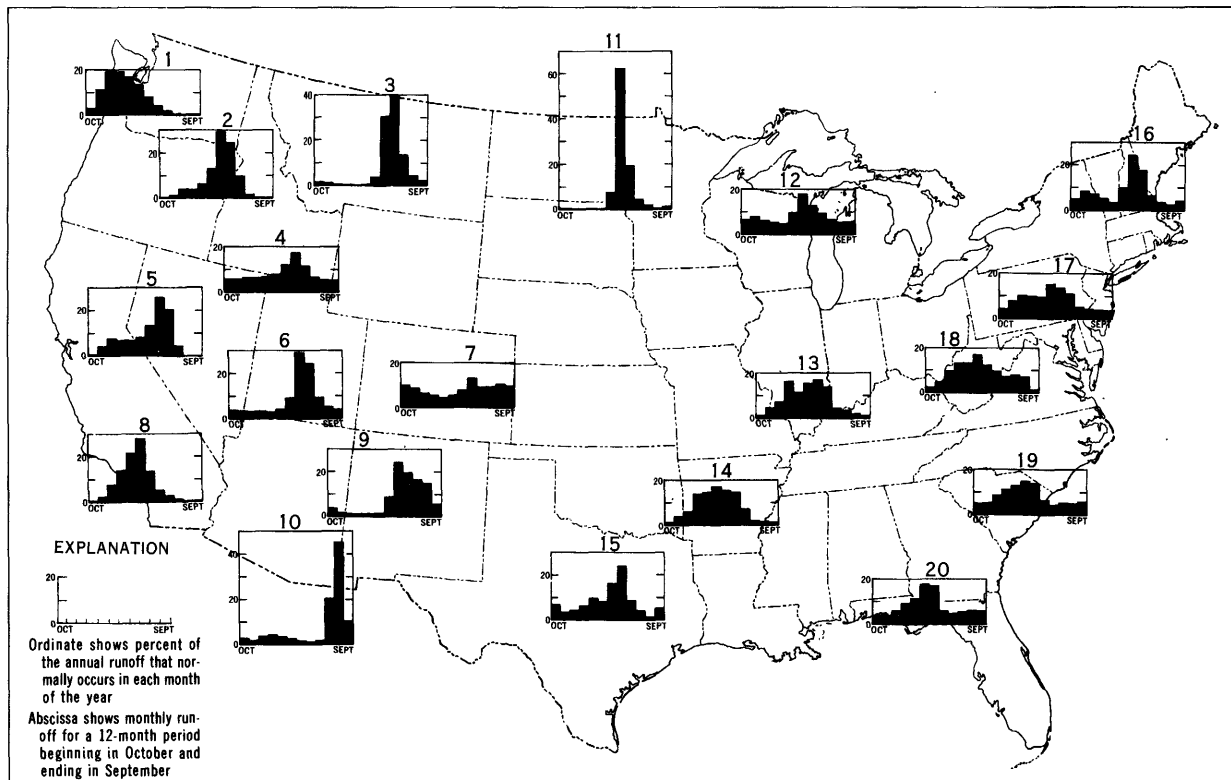 1
20
0
OCT
SEPT
2
20
0
OCT
SEPT
3
40
20
0
OCT
SEPT
4
20
0
OCT
SEPT
5
20
0
OCT
SEPT
6
20
0
OCT
SEPT
7
20
0
OCT
SEPT
8
20
0
OCT
SEPT
9
20
0
OCT
SEPT
10
40
20
0
OCT
SEPT
11
60
40
20
0
OCT
SEPT
12
20
0
OCT
SEPT
13
20
0
OCT
SEPT
14
20
0
OCT
SEPT
15
20
0
OCT
SEPT
16
20
0
OCT
SEPT
17
20
0
OCT
SEPT
18
20
0
OCT
SEPT
19
20
0
OCT
SEPT
20
20
0
OCT
SEPT
EXPLANATION
20
0
OCT
SEPT
Ordinate shows percent of
the annual runoff that nor-
mally occurs in each month
of the year
Abscissa shows monthly run-
off for a 12-month period
beginning in October and
ending in September